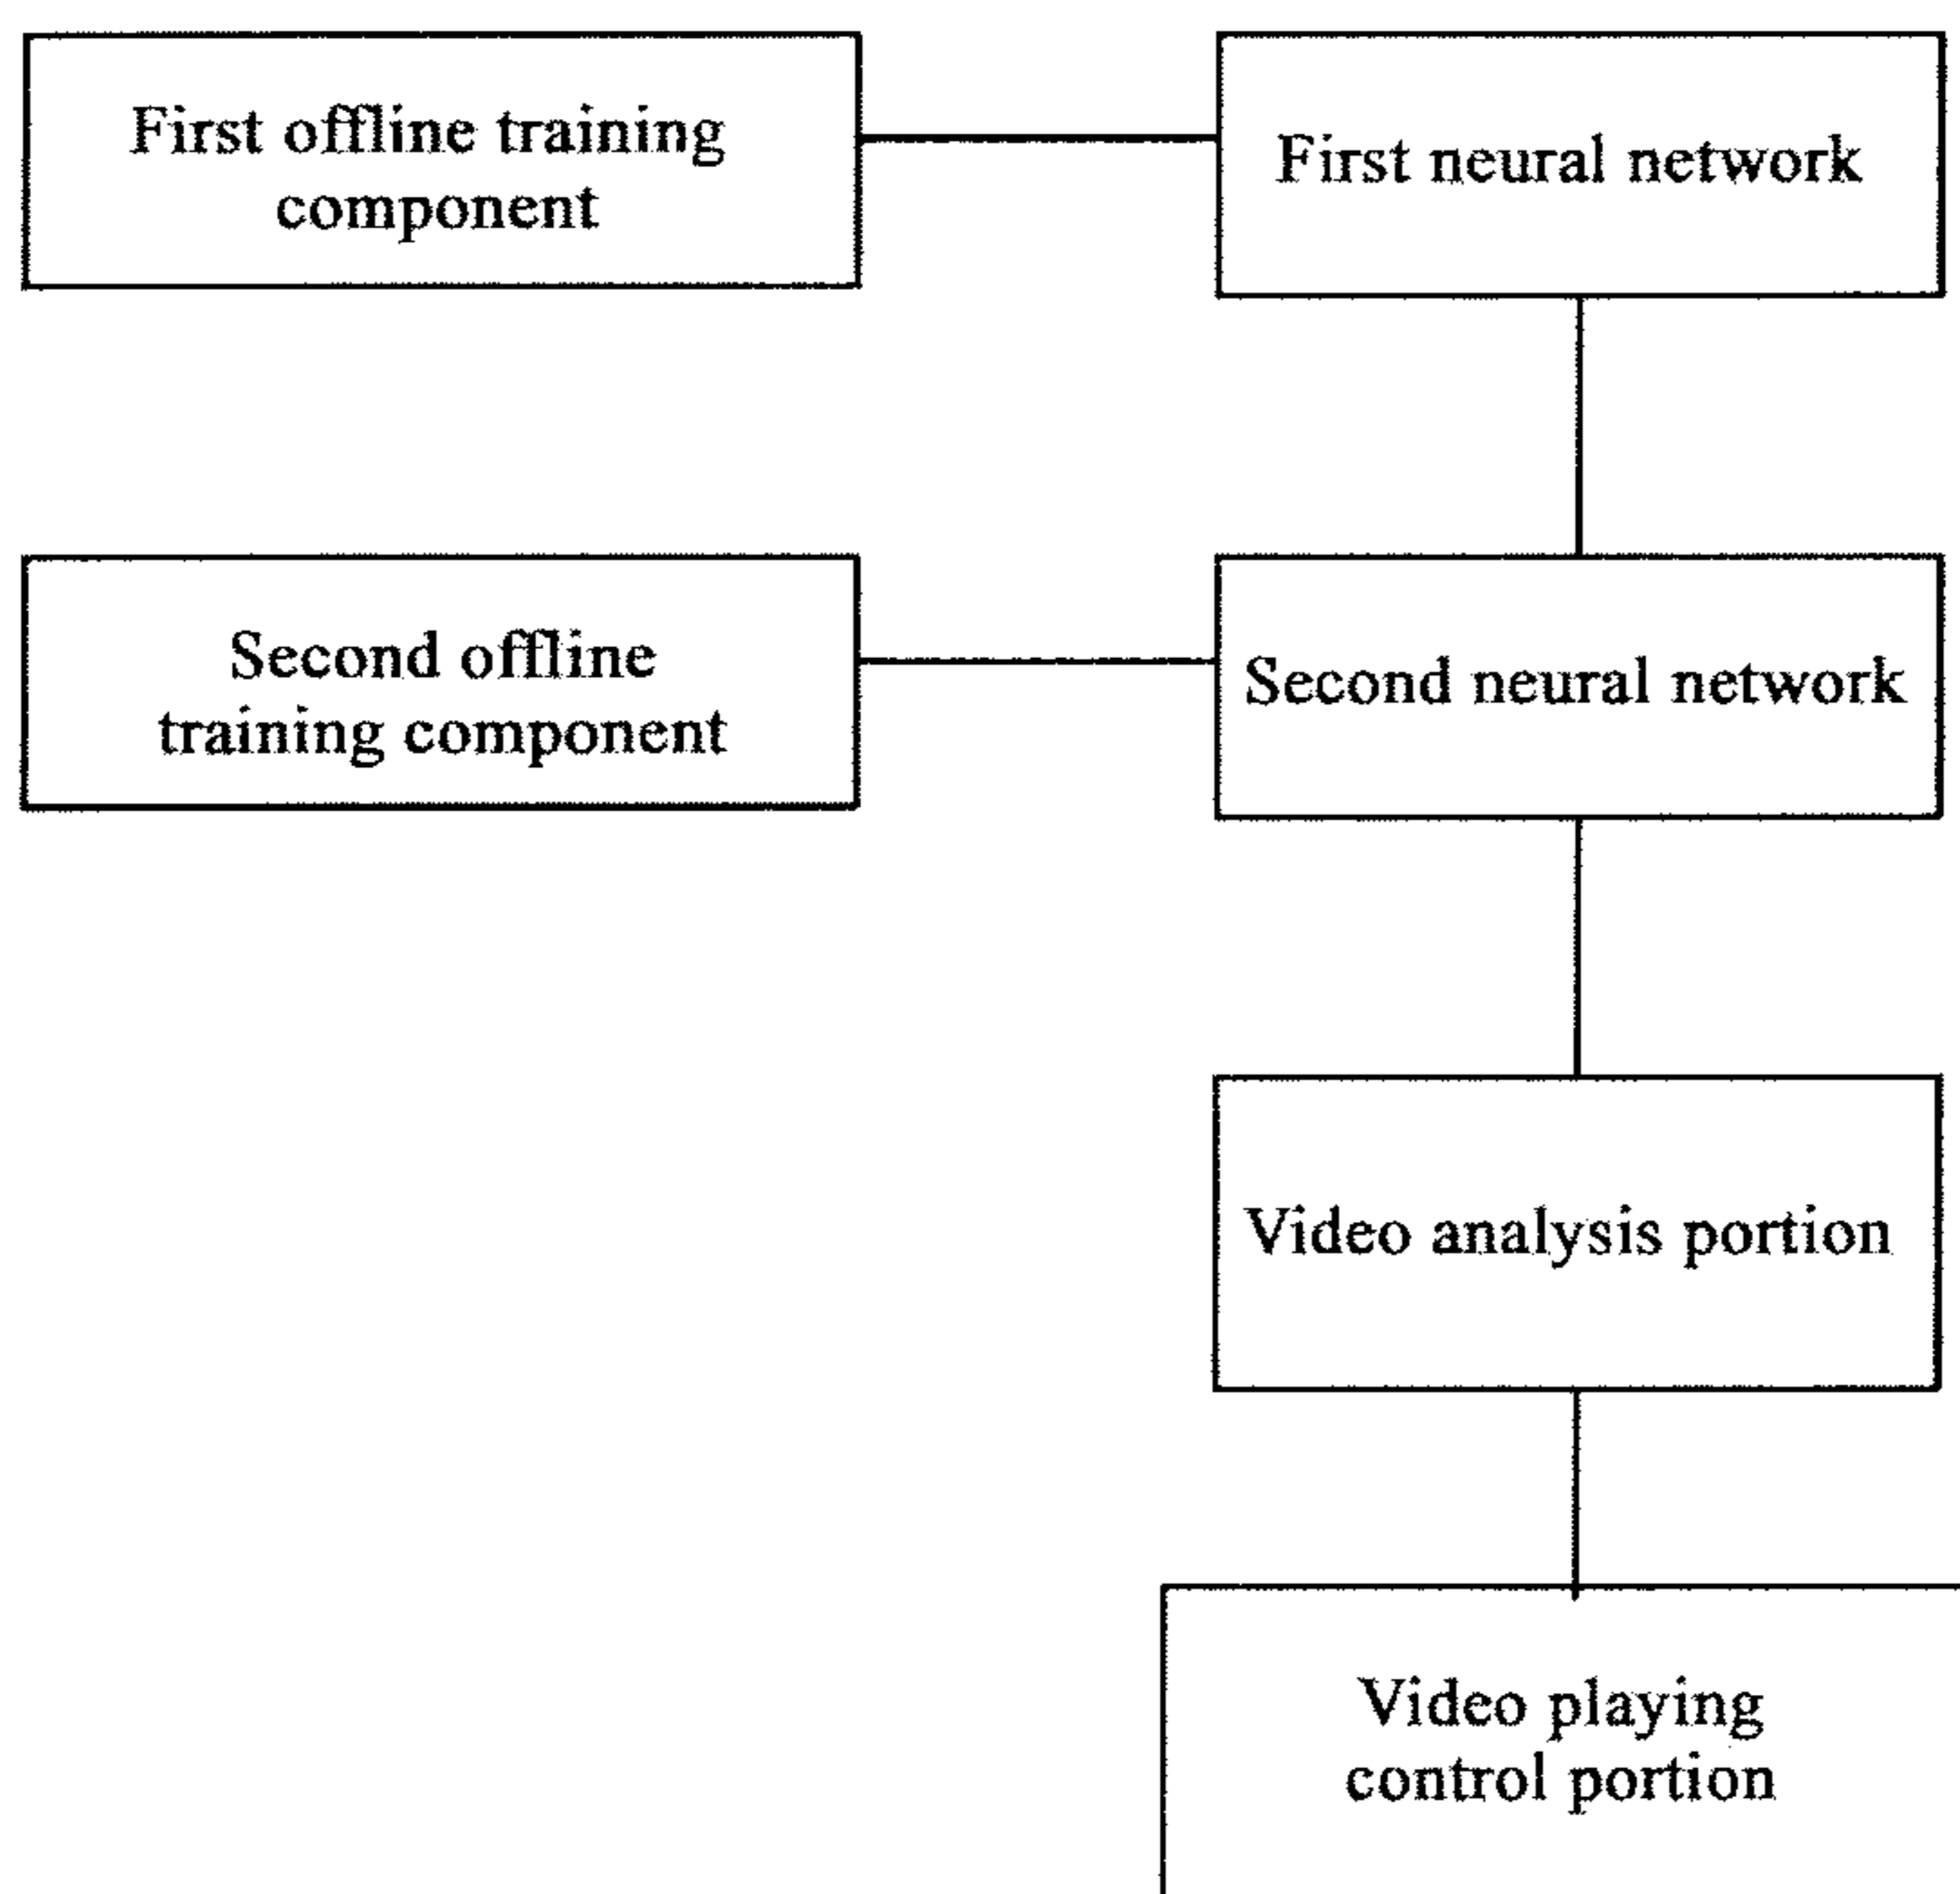 First offline training
component
First neural network
Second offline
training component
Second neural network
Video analysis portion
Video playing
control portion